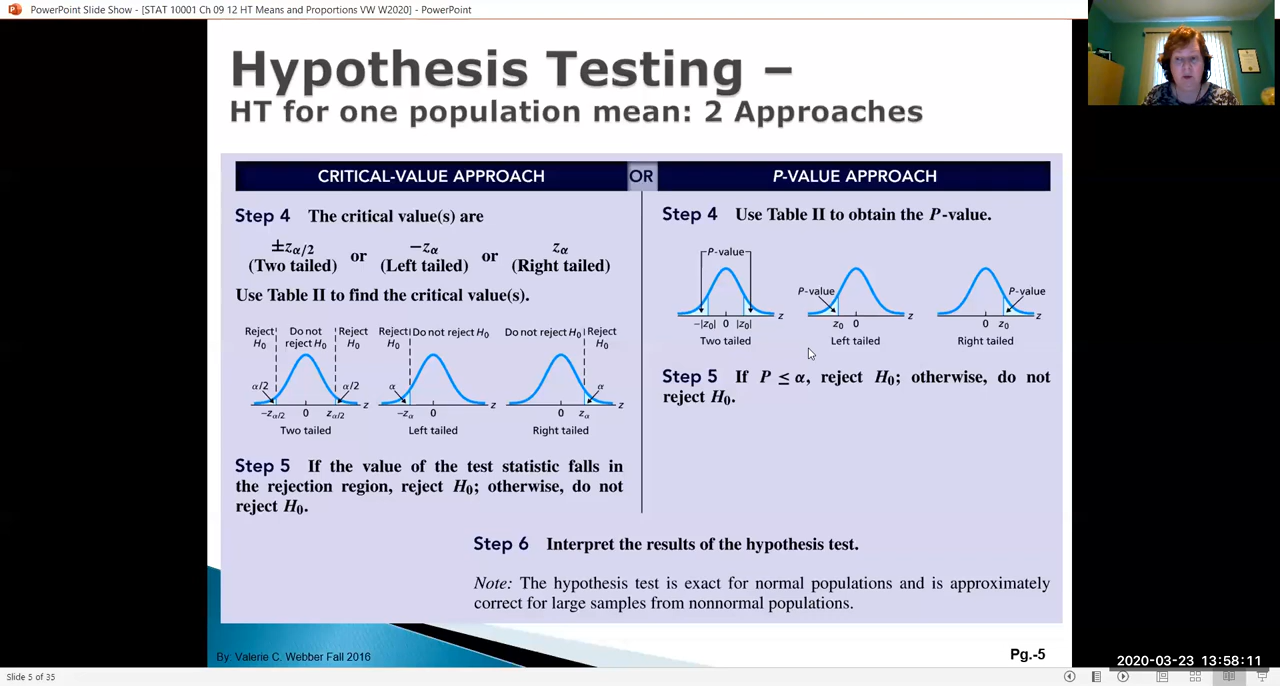 PowerPoint Slide Show - [STAT 10001 Ch 09 12 HT Means and Proportions VW W2020] - PowerPoint
Hypothesis Testing –
HT for one population mean: 2 Approaches
CRITICAL-VALUE APPROACH
OR
P-VALUE APPROACH
Step 4 The critical value(s) are
±zα/2 or −zα or zα
(Two tailed) (Left tailed) (Right tailed)
Use Table II to find the critical value(s).
Reject H0 Do not reject H0 Reject H0
α/2 α/2
−zα/2 0 zα/2 z
Two tailed
Reject H0 Do not reject H0
α
−zα 0 z
Left tailed
Do not reject H0 Reject H0
α
0 zα z
Right tailed
Step 5 If the value of the test statistic falls in
the rejection region, reject H0; otherwise, do not
reject H0.
Step 4 Use Table II to obtain the P-value.
P-value
−|z0| 0 |z0| z
Two tailed
P-value
z0 0 z
Left tailed
P-value
0 z0 z
Right tailed
Step 5 If P ≤ α, reject H0; otherwise, do not
reject H0.
Step 6 Interpret the results of the hypothesis test.
Note: The hypothesis test is exact for normal populations and is approximately
correct for large samples from nonnormal populations.
By: Valerie C. Webber Fall 2016
Pg.-5
2020-03-23 13:58:11
Slide 5 of 35